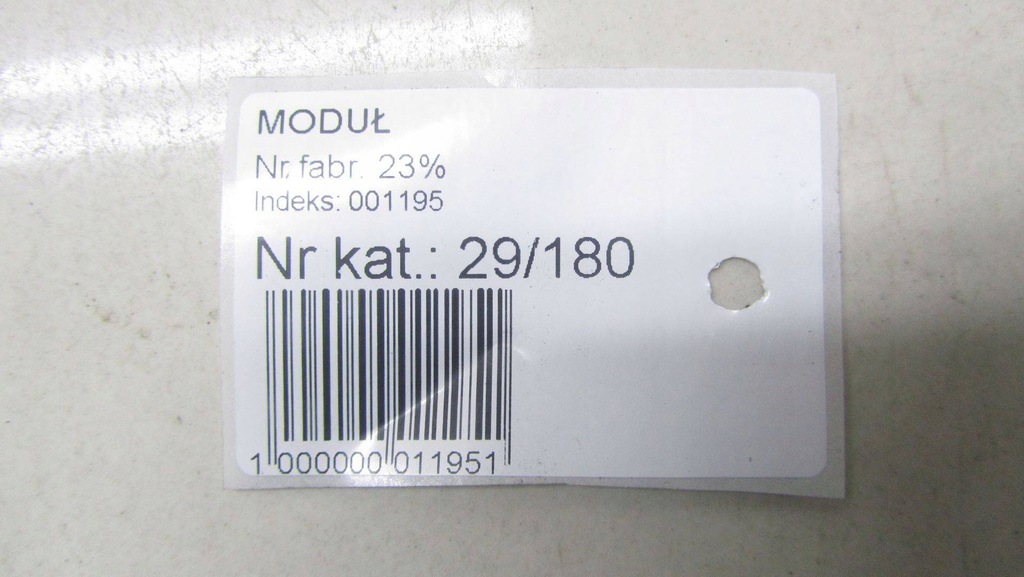 MODUŁ
Nr. fabr. 23%
Indeks: 001195
Nr kat.: 29/180
1 000000 011951